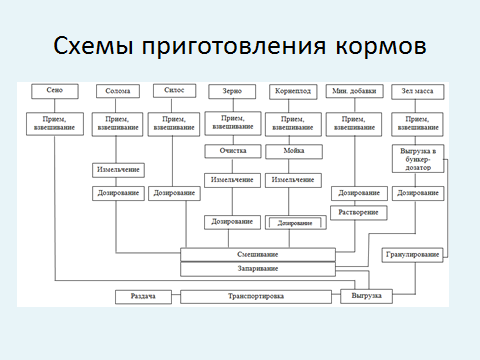 Схемы приготовления кормов
Сено
Солома
Силос
Зерно
Корнеплод
Мин. добавки
Зел масса
Прием,
взвешивание
Прием,
взвешивание
Прием,
взвешивание
Прием,
взвешивание
Прием,
взвешивание
Прием,
взвешивание
Прием,
взвешивание
Очистка
Мойка
Выгрузка в
бункер-
дозатор
Измельчение
Измельчение
Измельчение
Дозирование
Дозирование
Дозирование
Дозирование
Растворение
Дозирование
Дозирование
Смешивание
Гранулирование
Запаривание
Раздача
Транспортировка
Выгрузка